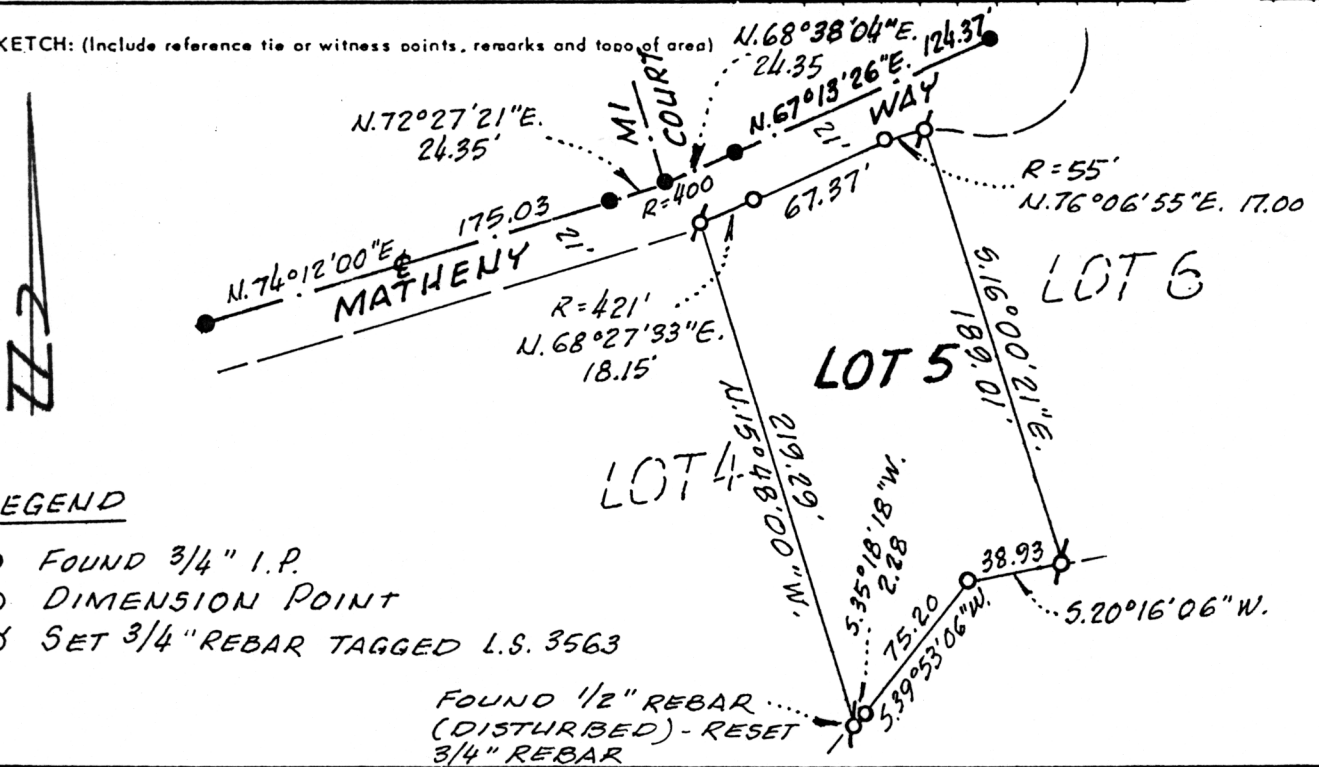 KETCH: (Include reference tie or witness points, remarks and topo of area)
N.68°38'04"E.
24.35
124.37'
N.67°13'26"E.
WAY
21'
MI
COURT
N.72°27'21"E.
24.35'
R=400
67.37'
R=55'
N.76°06'55"E. 17.00
175.03
N.74°12'00"E.
21'
MATHENY
R=421'
N.68°27'33"E.
18.15'
S.16°00'21"E.
189.01'
LOT 6
LOT 5
LOT 4
219.29'
N.15°48'00"W.
S.35°18'18"W.
2.28
38.93
S.20°16'06"W.
75.20
S.39°53'06"W.
EGEND
FOUND 3/4" I.P.
DIMENSION POINT
SET 3/4" REBAR TAGGED L.S. 3563
FOUND 1/2" REBAR
(DISTURBED) - RESET
3/4" REBAR